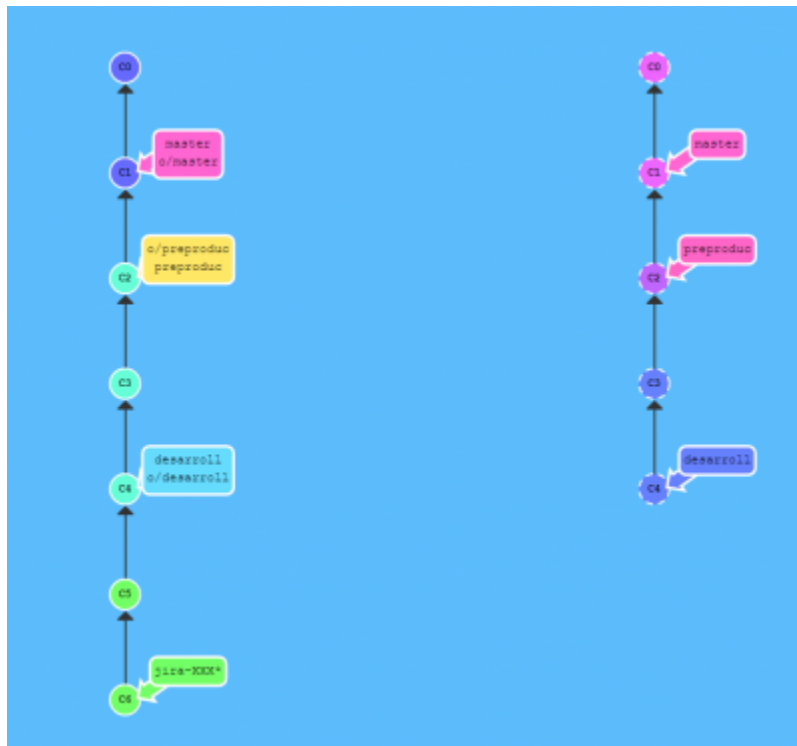 C0
C0
master
o/master
master
C1
C1
o/preproduc
preproduc
preproduc
C2
C2
C3
C3
desarroll
o/desarroll
desarroll
C4
C4
C5
jira-XXX*
C6